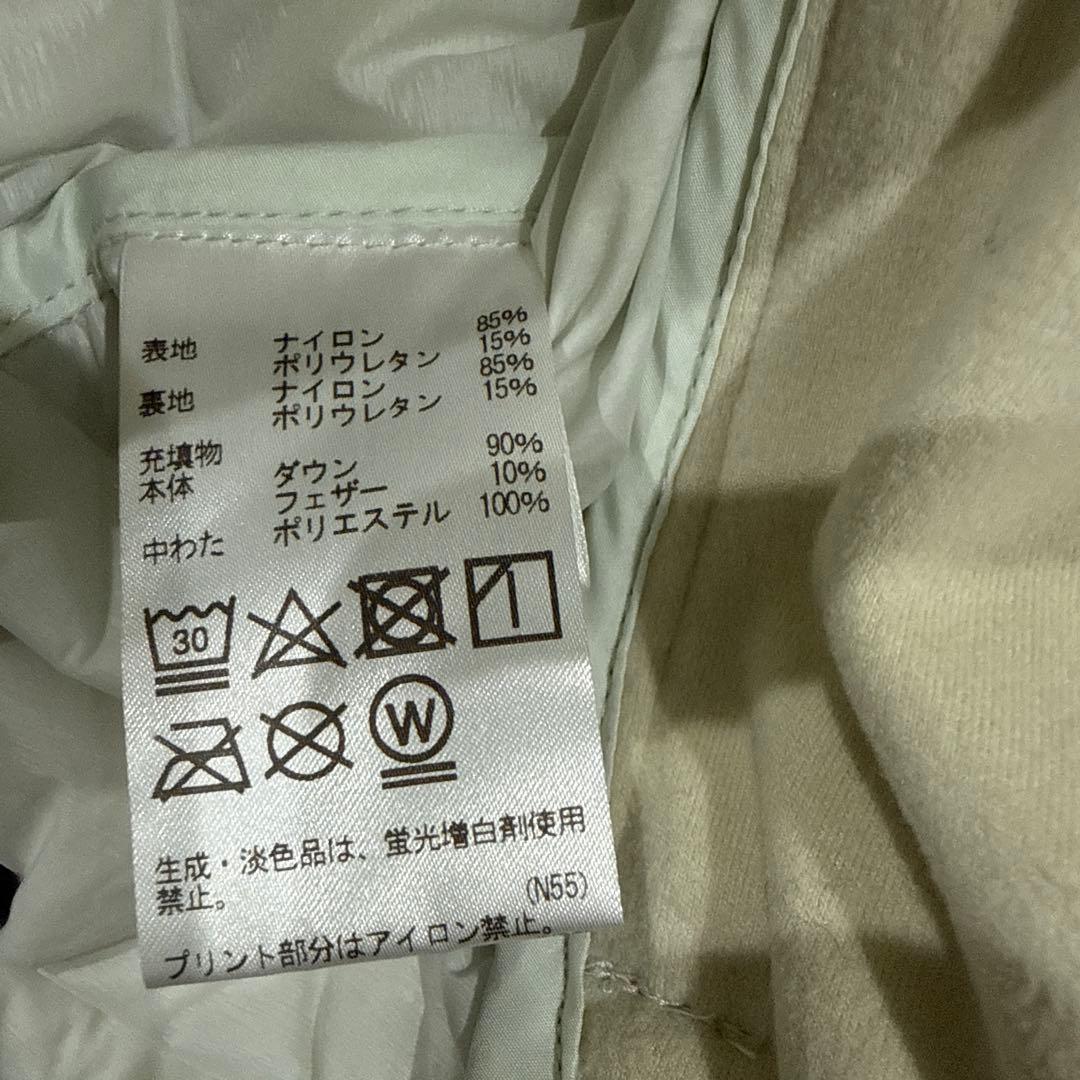 表地 ナイロン 85%
ポリウレタン 15%
裏地 ナイロン 85%
ポリウレタン 15%
充填物
本体 ダウン 90%
フェザー 10%
中わた ポリエステル 100%
30
W
生成・淡色品は、蛍光増白剤使用
禁止。 (N55)
プリント部分はアイロン禁止。